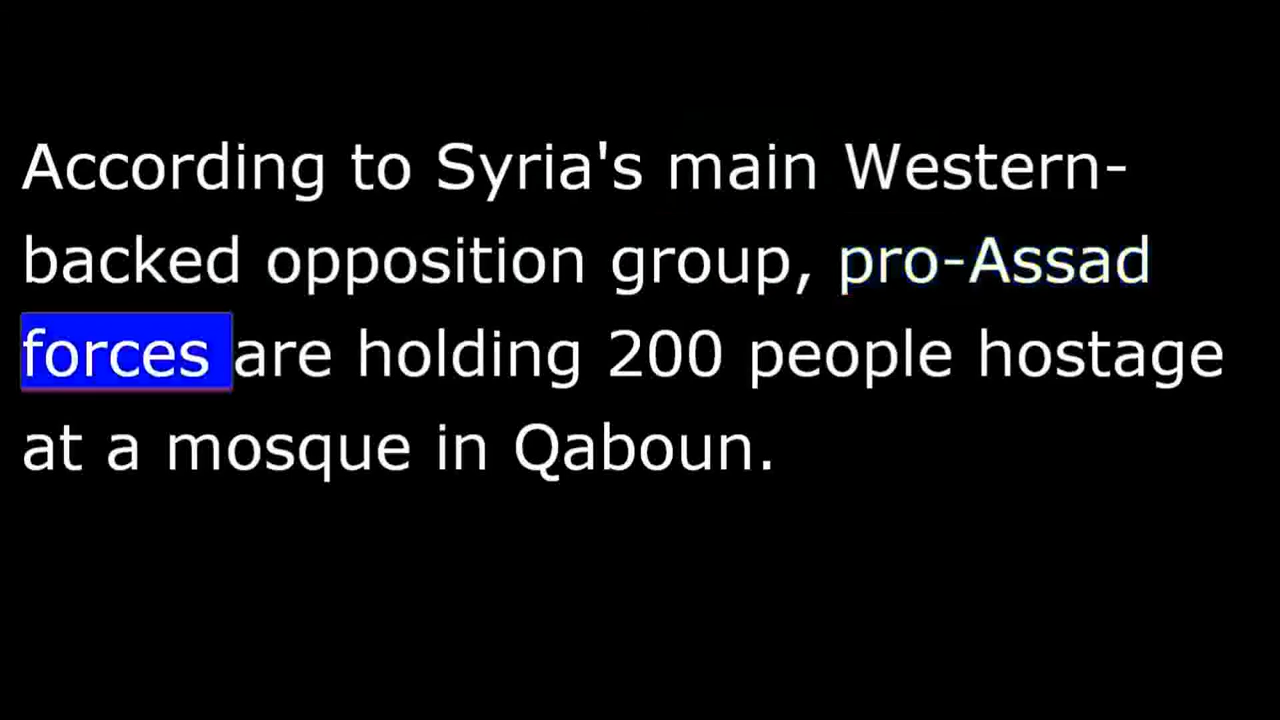 According to Syria's main Western-
backed opposition group, pro-Assad
forces are holding 200 people hostage
at a mosque in Qaboun.